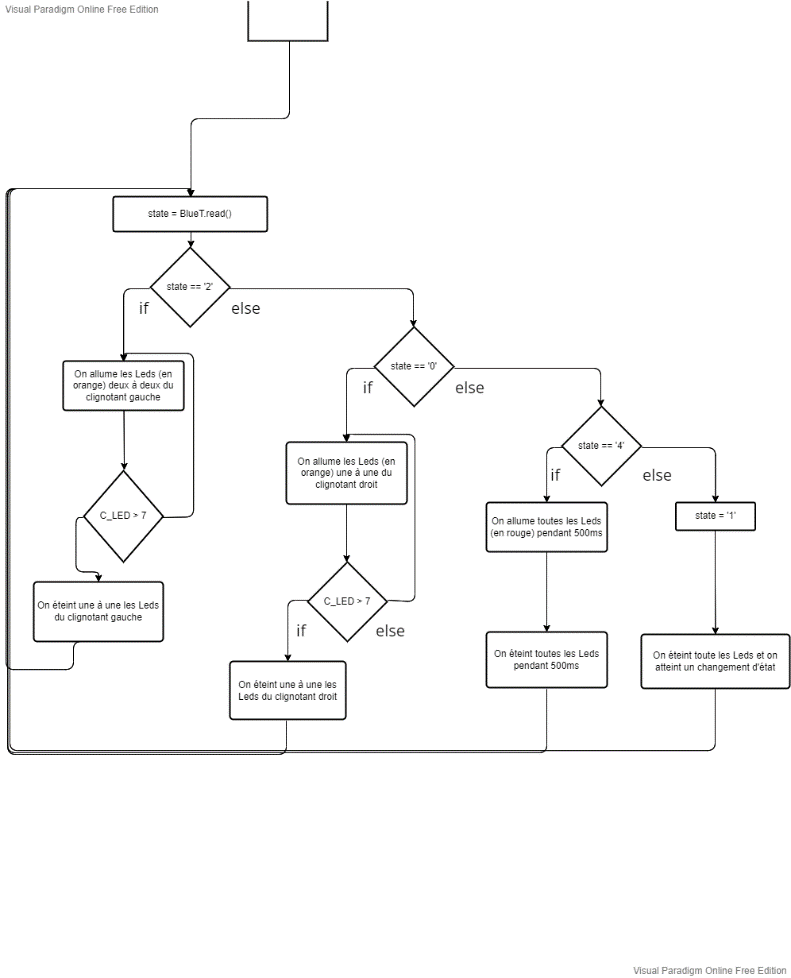 Visual Paradigm Online Free Edition
state = BlueT.read()
state == '2'
if
else
On allume les Leds (en
orange) deux à deux du
clignotant gauche
C_LED > 7
On éteint une à une les Leds
du clignotant gauche
state == '0'
if
else
On allume les Leds (en
orange) une à une du
clignotant droit
C_LED > 7
if
else
On éteint une à une les
Leds du clignotant droit
state == '4'
if
else
On allume toutes les Leds
(en rouge) pendant 500ms
On éteint toutes les Leds
pendant 500ms
state = '1'
On éteint toute les Leds et on
atteint un changement d'état
Visual Paradigm Online Free Edition